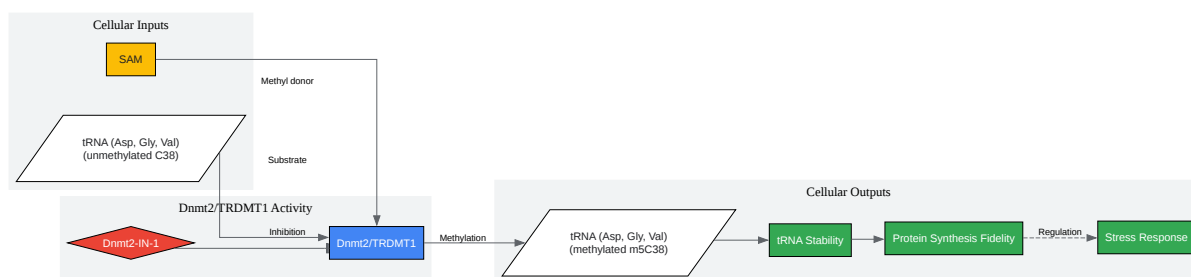 Cellular Inputs
SAM
Methyl donor
tRNA (Asp, Gly, Val)
(unmethylated C38)
Substrate
Dnmt2/TRDMT1 Activity
Inhibition
Dnmt2-IN-1
Dnmt2/TRDMT1
Methylation
Cellular Outputs
tRNA (Asp, Gly, Val)
(methylated m5C38)
tRNA Stability
Protein Synthesis Fidelity
Regulation
Stress Response